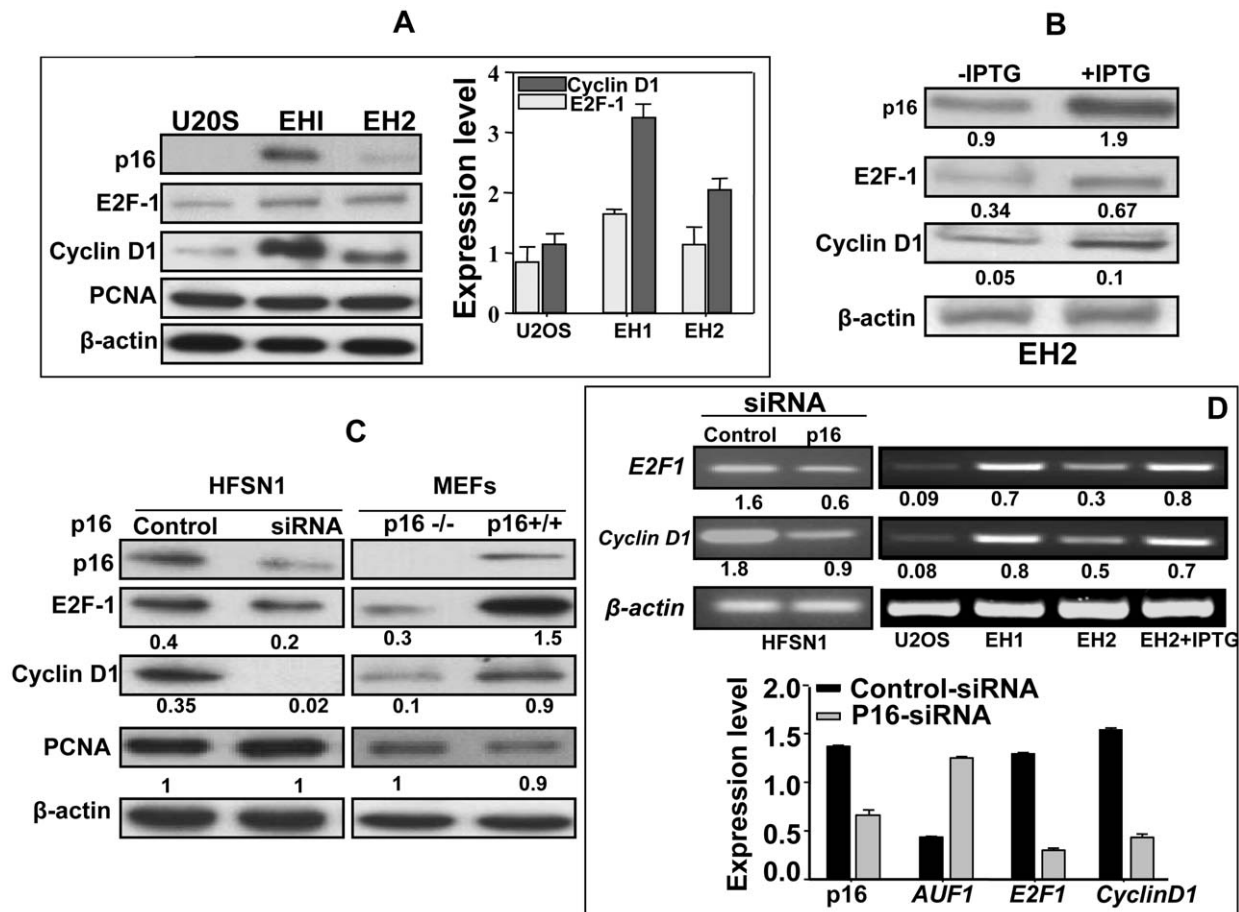 A
U20S EHI EH2
p16
E2F-1
Cyclin D1
PCNA
β-actin
Expression level
4
3
2
1
0
Cyclin D1
E2F-1
U2OS EH1 EH2
B
-IPTG +IPTG
p16
0.9 1.9
E2F-1
0.34 0.67
Cyclin D1
0.05 0.1
β-actin
EH2
C
HFSN1 MEFs
p16 Control siRNA p16 -/- p16+/+
p16
E2F-1
0.4 0.2 0.3 1.5
Cyclin D1
0.35 0.02 0.1 0.9
PCNA
1 1 1 0.9
β-actin
D
siRNA
Control p16
E2F1
1.6 0.6 0.09 0.7 0.3 0.8
Cyclin D1
1.8 0.9 0.08 0.8 0.5 0.7
β-actin
HFSN1 U2OS EH1 EH2 EH2+IPTG
Expression level
2.0
1.5
1.0
0.5
0.0
Control-siRNA
P16-siRNA
p16 AUF1 E2F1 CyclinD1